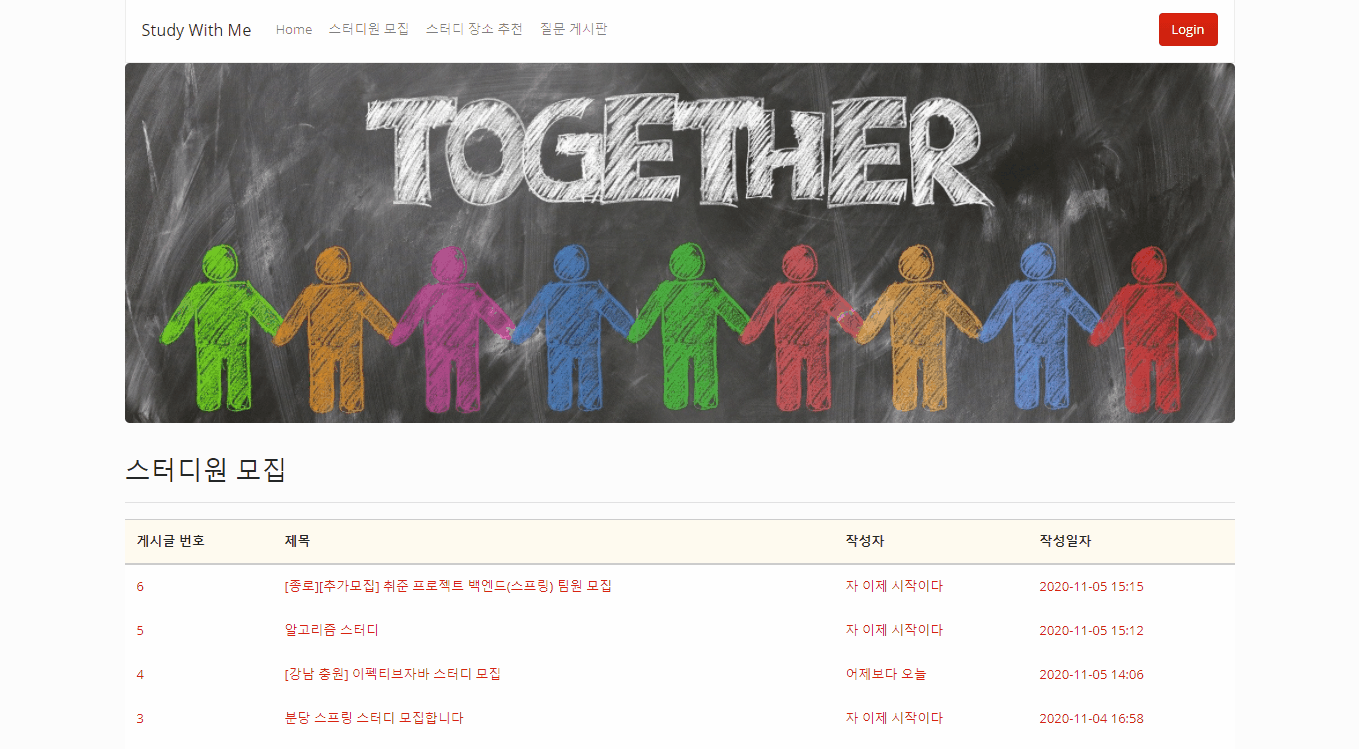 Study With Me Home 스터디원 모집 스터디 장소 추천 질문 게시판 Login
TOGETHER
스터디원 모집
게시글 번호 제목 작성자 작성일자
6 [종로][추가모집] 취준 프로젝트 백엔드(스프링) 팀원 모집 자 이제 시작이다 2020-11-05 15:15
5 알고리즘 스터디 자 이제 시작이다 2020-11-05 15:12
4 [강남 충원] 이펙티브자바 스터디 모집 어제보다 오늘 2020-11-05 14:06
3 분당 스프링 스터디 모집합니다 자 이제 시작이다 2020-11-04 16:58